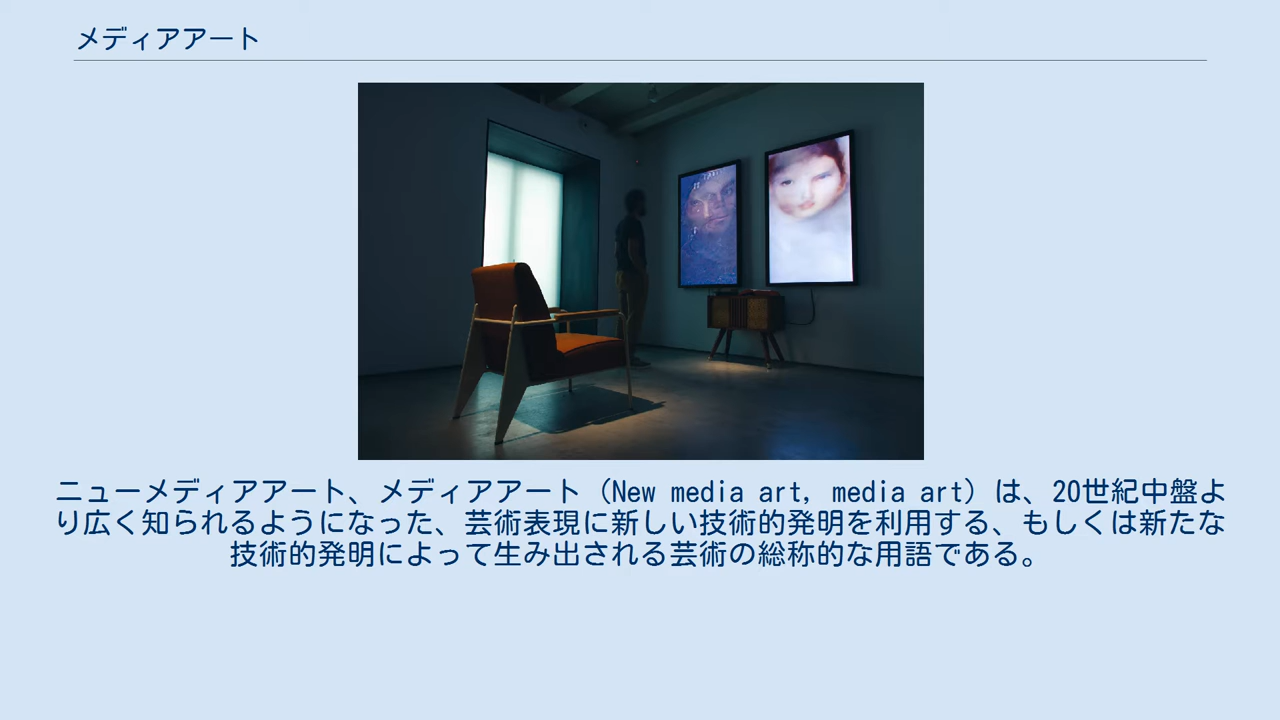 メディアアート
ニューメディアアート、メディアアート（New media art, media art）は、20世紀中盤よ
り広く知られるようになった、芸術表現に新しい技術的発明を利用する、もしくは新たな
技術的発明によって生み出される芸術の総称的な用語である。